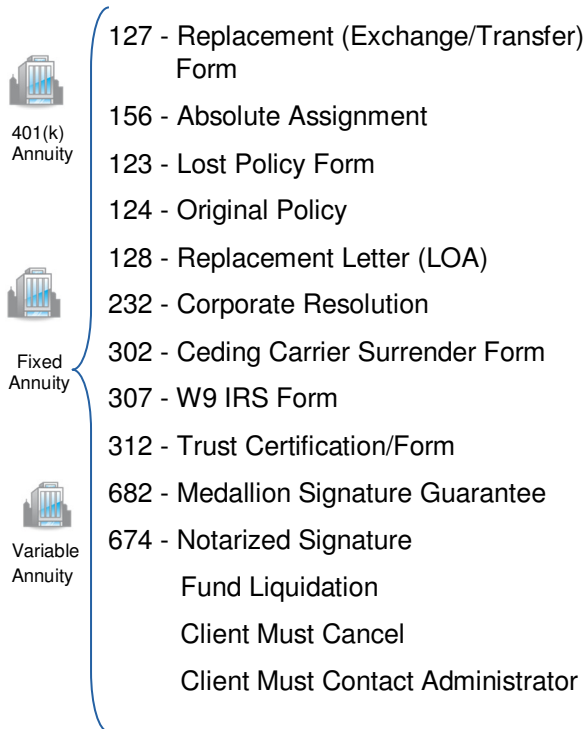 401(k)
Annuity
Fixed
Annuity
Variable
Annuity
127 - Replacement (Exchange/Transfer)
Form
156 - Absolute Assignment
123 - Lost Policy Form
124 - Original Policy
128 - Replacement Letter (LOA)
232 - Corporate Resolution
302 - Ceding Carrier Surrender Form
307 - W9 IRS Form
312 - Trust Certification/Form
682 - Medallion Signature Guarantee
674 - Notarized Signature
Fund Liquidation
Client Must Cancel
Client Must Contact Administrator